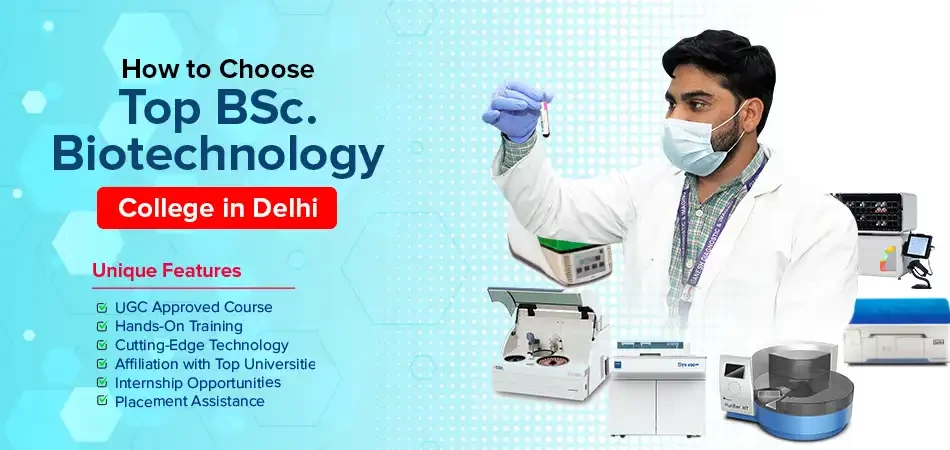 How to Choose
Top BSc.
Biotechnology
College in Delhi
Unique Features
UGC Approved Course
Hands-On Training
Cutting-Edge Technology
Affiliation with Top Universitie
Internship Opportunities
Placement Assistance